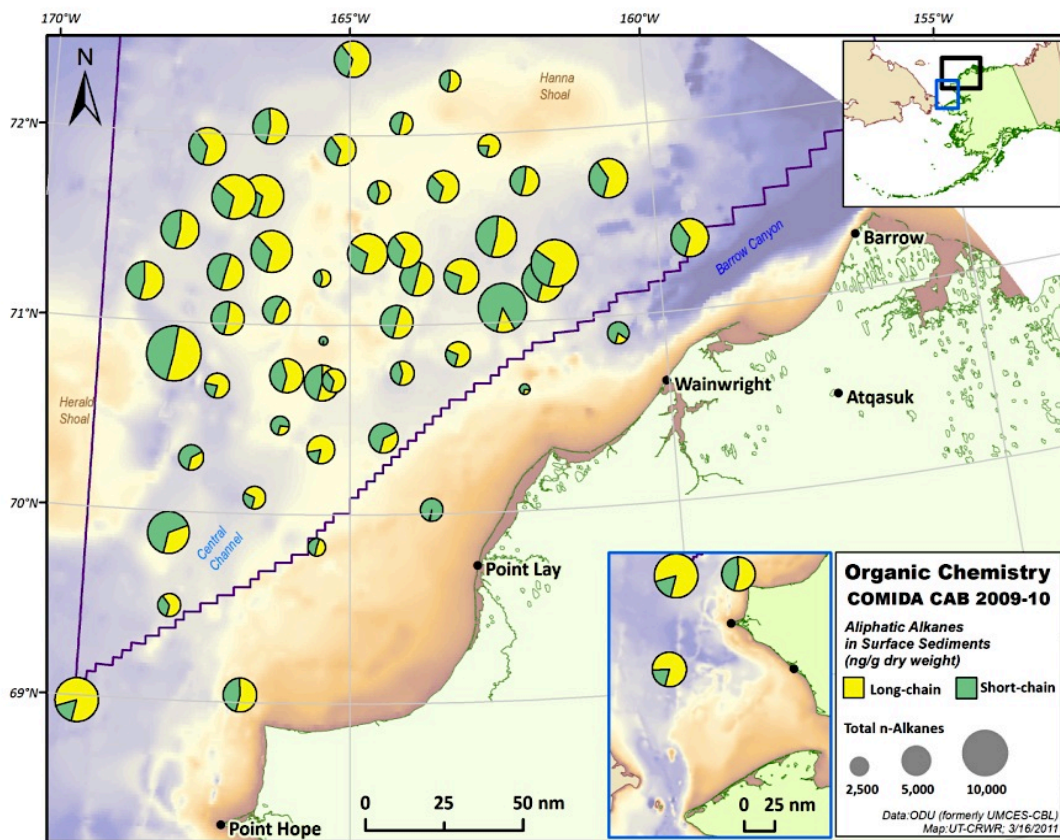 170°W
165°W
160°W
155°W
N
Hanna
Shoal
72°N
Barrow
Barrow Canyon
71°N
Wainwright
Atqasuk
Herald
Shoal
70°N
Central
Channel
Point Lay
69°N
Point Hope
0
25
50 nm
0
25 nm
Organic Chemistry
COMIDA CAB 2009-10
Aliphatic Alkanes
in Surface Sediments
(ng/g dry weight)
Long-chain
Short-chain
Total n-Alkanes
2,500
5,000
10,000
Data:ODU (formerly UMCES-CBL)
Map:UT-CRWR; 3/16/2011